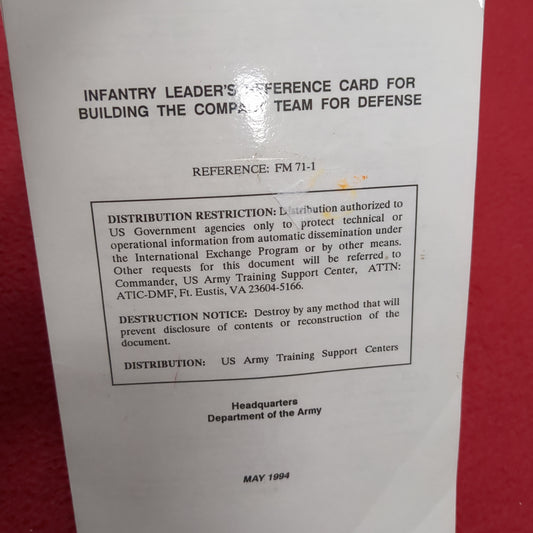 INFANTRY LEADER'S REFERENCE CARD FOR
BUILDING THE COMPANY TEAM FOR DEFENSE
REFERENCE: FM 71-1
DISTRIBUTION RESTRICTION: Distribution authorized to
US Government agencies only to protect technical or
operational information from automatic dissemination under
the International Exchange Program or by other means.
Other requests for this document will be referred to
Commander, US Army Training Support Center, ATTN:
ATIC-DMF, Ft. Eustis, VA 23604-5166.
DESTRUCTION NOTICE: Destroy by any method that will
prevent disclosure of contents or reconstruction of the
document.
DISTRIBUTION: US Army Training Support Centers
Headquarters
Department of the Army
MAY 1994